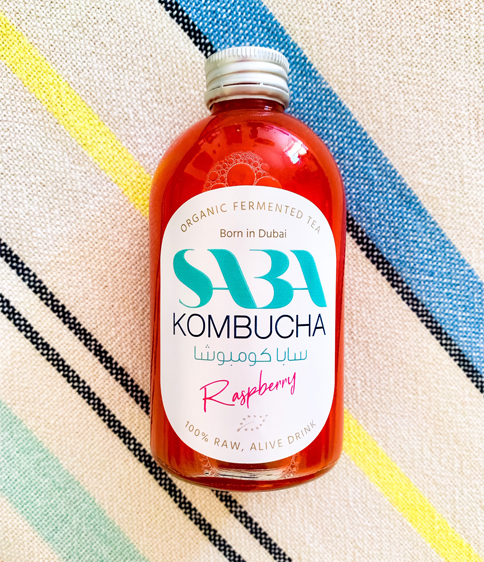 ORGANIC FERMENTED TEA
Born in Dubai
SABA
KOMBUCHA
سابا كومبوشا
Raspberry
100% RAW, ALIVE DRINK